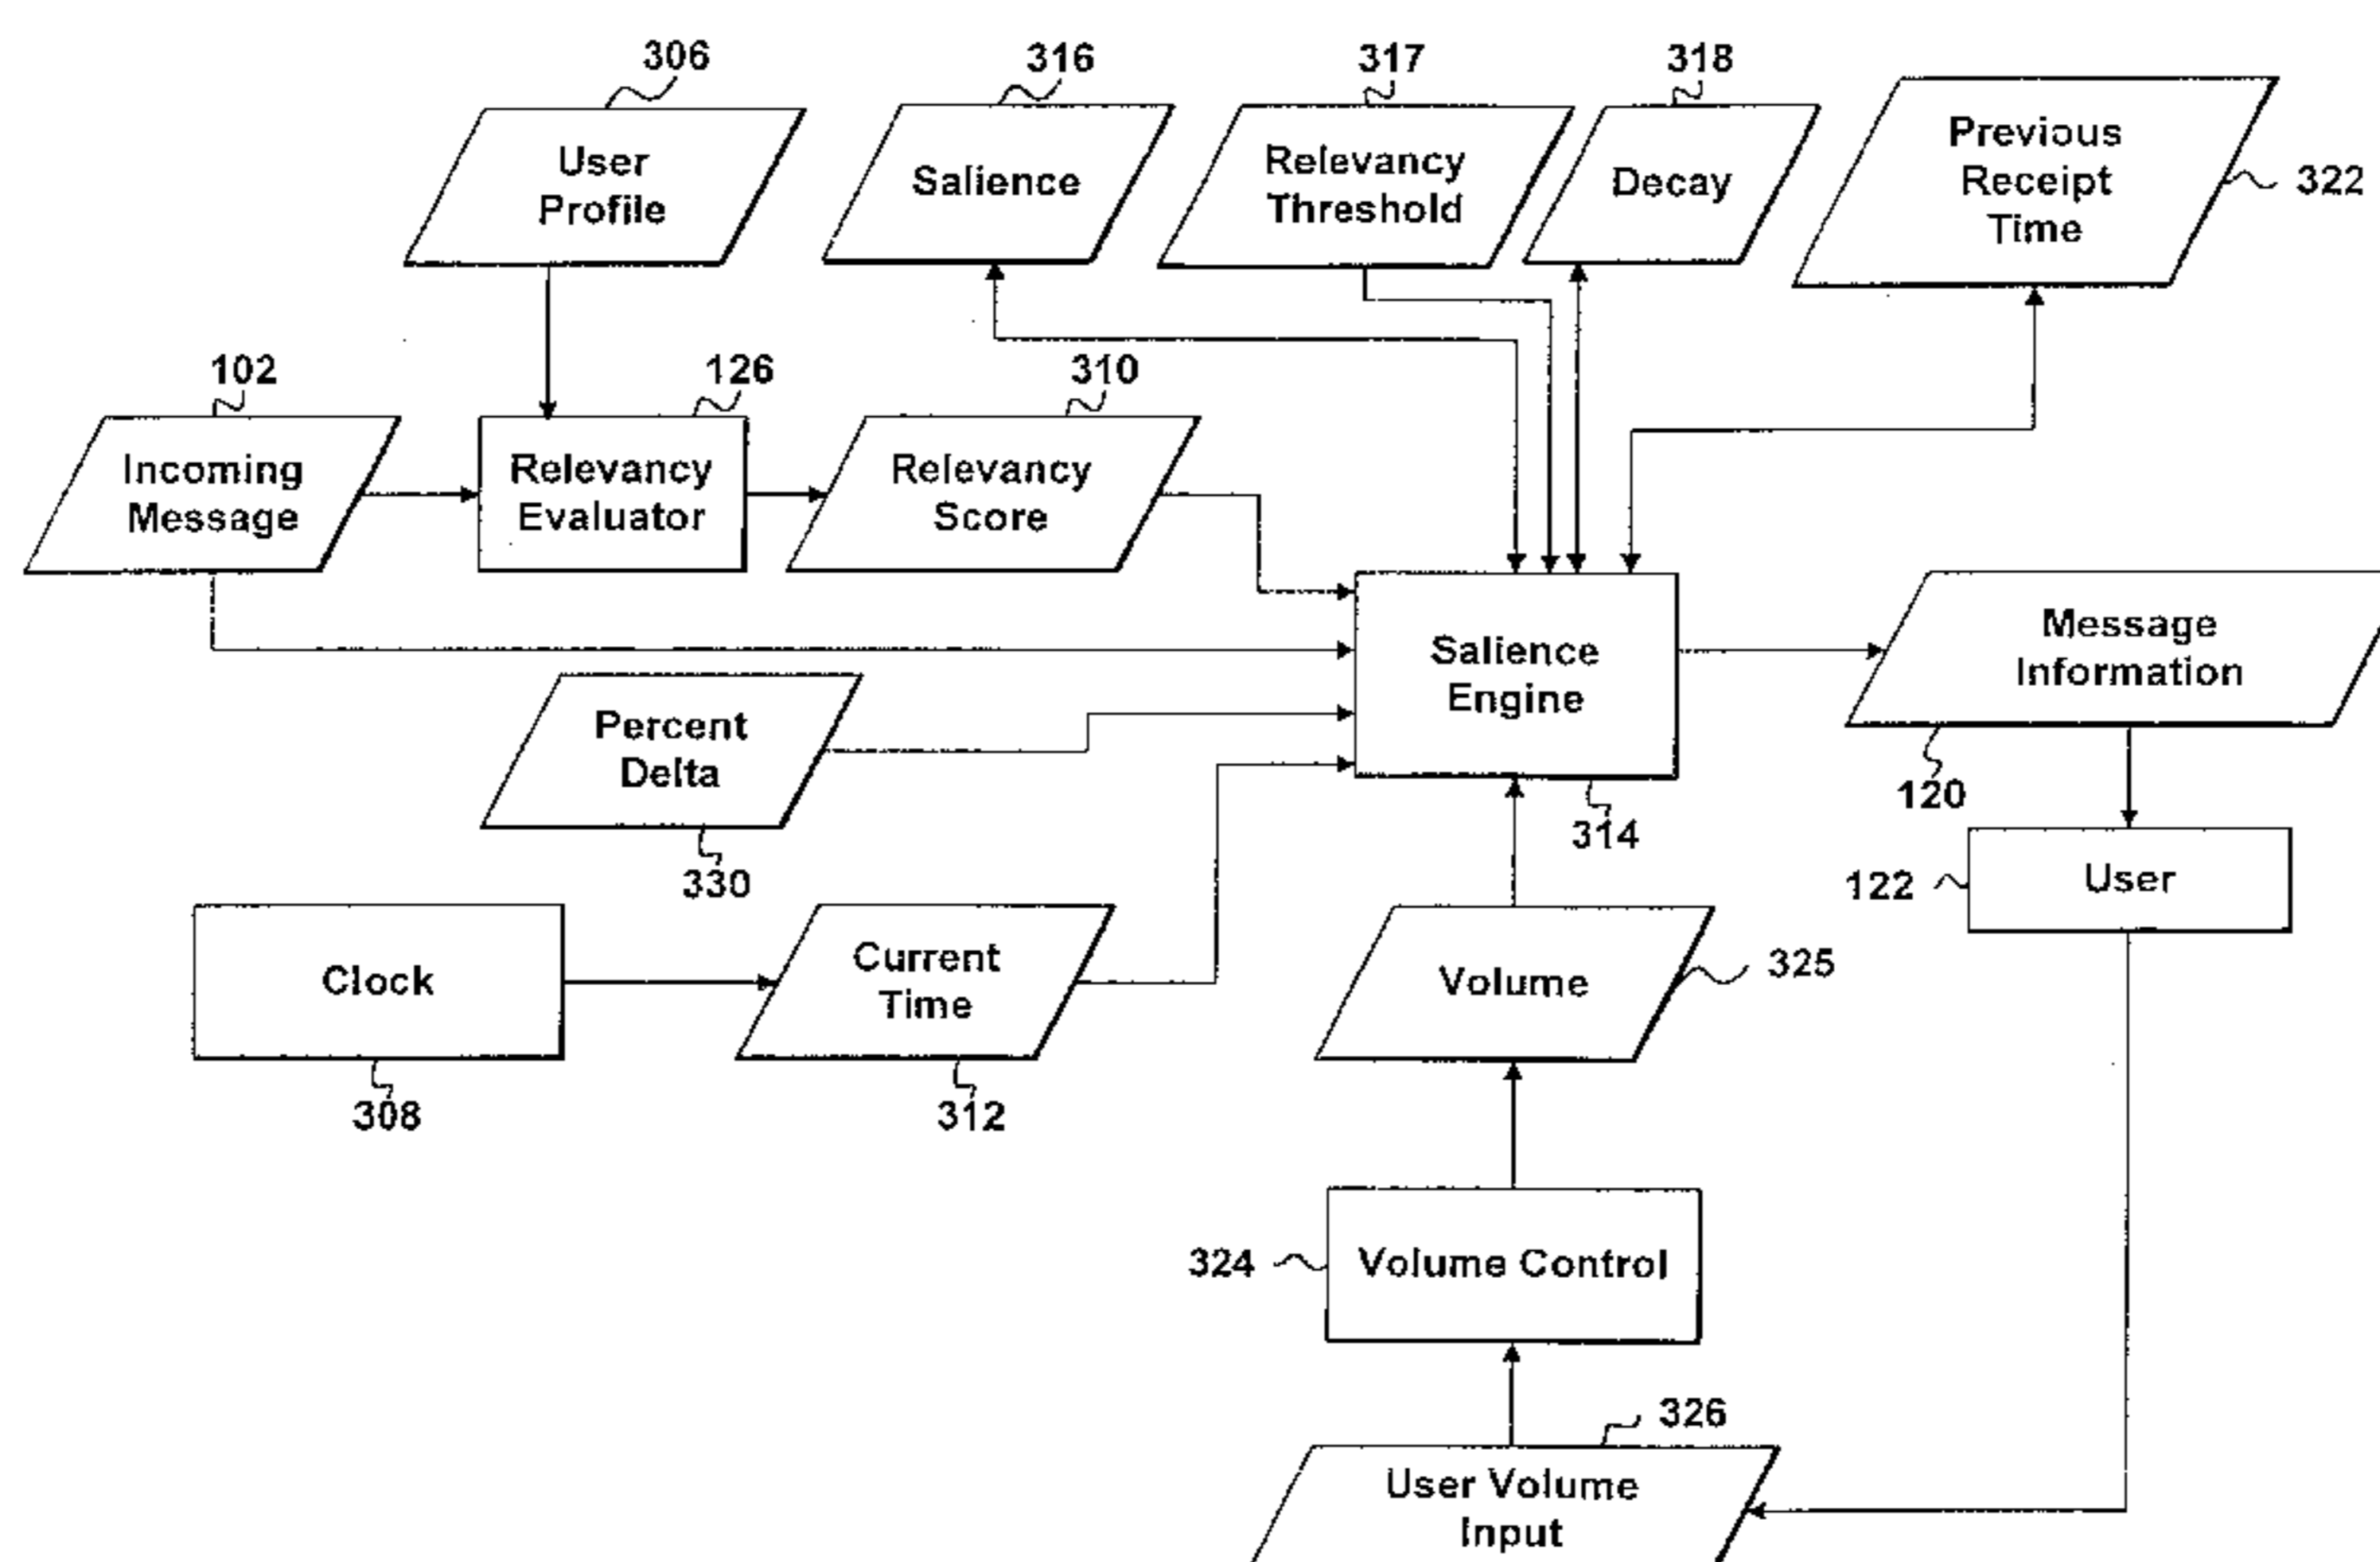 306
316
317
318
User
Profile
Salience
Relevancy
Threshold
Decay
Previous
Receipt
Time
322
102
126
310
Incoming
Message
Relevancy
Evaluator
Relevancy
Score
Salience
Engine
Message
Information
Percent
Delta
120
314
330
122
User
Clock
Current
Time
Volume
325
308
312
324
Volume Control
326
User Volume
Input